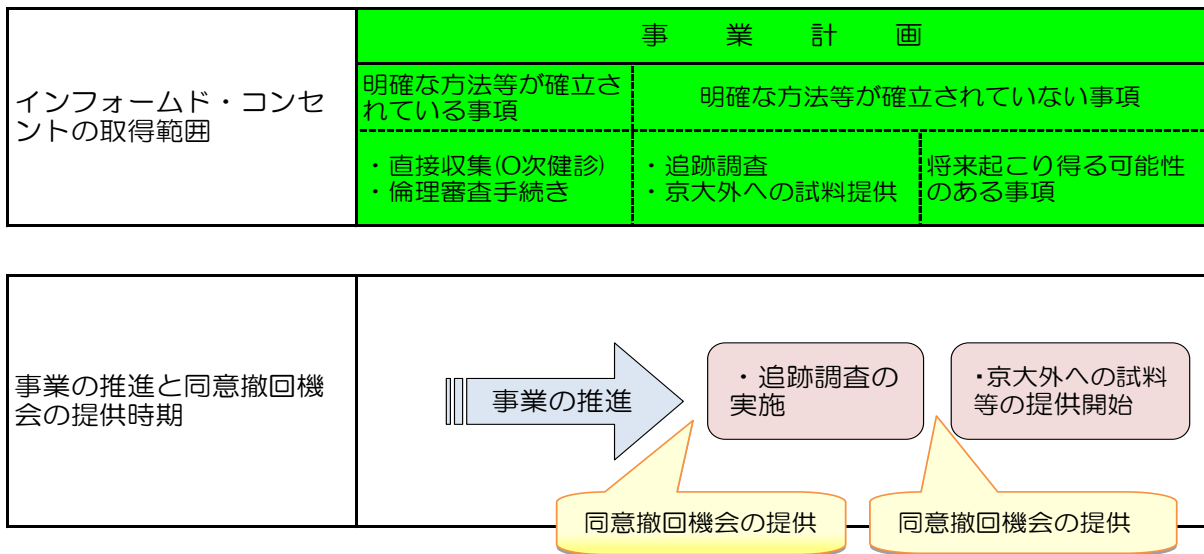 インフォームド・コンセ
ントの取得範囲
事 業 計 画
明確な方法等が確立さ
れている事項
明確な方法等が確立されていない事項
・直接収集(O次健診)
・倫理審査手続き
・追跡調査
・京大外への試料提供
将来起こり得る可能性
のある事項
事業の推進と同意撤回機
会の提供時期
事業の推進
・追跡調査の
実施
・京大外への試料
等の提供開始
同意撤回機会の提供
同意撤回機会の提供